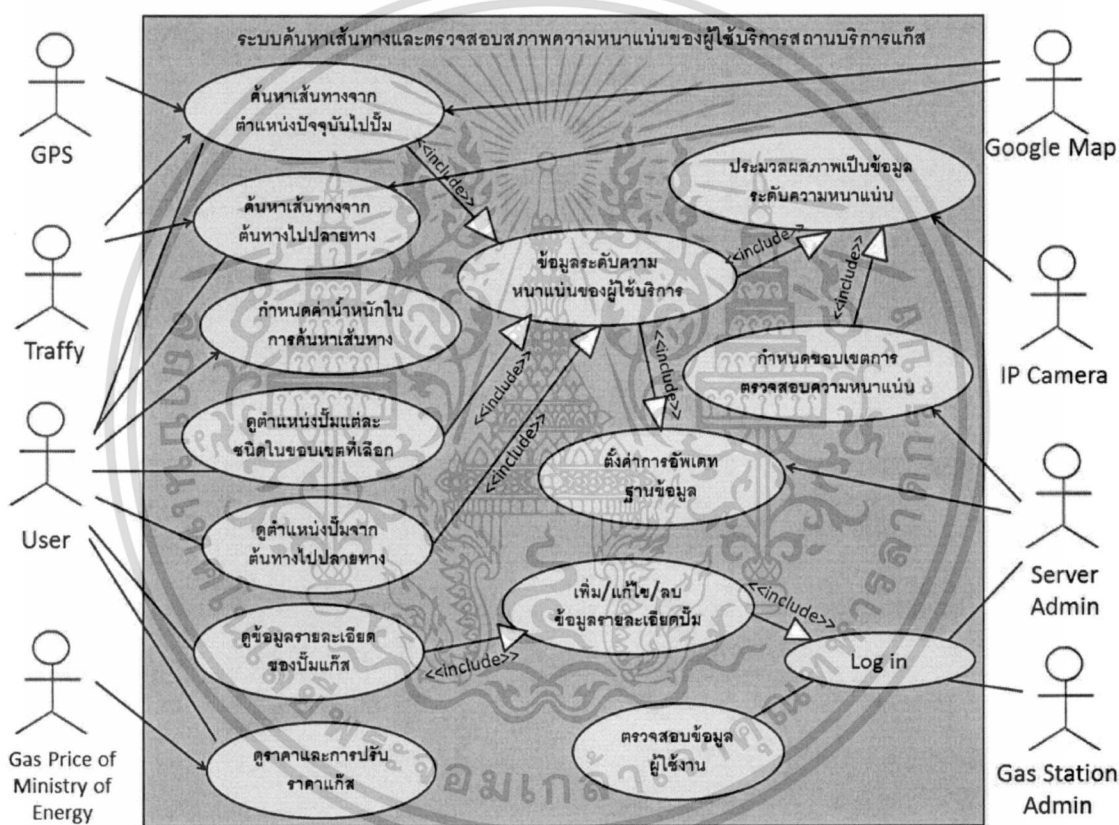 ระบบค้นหาเส้นทางและตรวจสอบสภาพความหนาแน่นของผู้ใช้บริการสถานบริการแก๊ส
GPS
Traffy
User
Gas Price of
Ministry of
Energy
ค้นหาเส้นทางจาก
ตำแหน่งปัจจุบันไปปั๊ม
ค้นหาเส้นทางจาก
ต้นทางไปปลายทาง
กำหนดค่าน้ำหนักใน
การค้นหาเส้นทาง
ดูตำแหน่งปั๊มแต่ละ
ชนิดในขอบเขตที่เลือก
ดูตำแหน่งปั๊มจาก
ต้นทางไปปลายทาง
ดูข้อมูลรายละเอียด
ของปั๊มแก๊ส
ดูราคาและการปรับ
ราคาแก๊ส
<<include>>
ข้อมูลระดับความ
หนาแน่นของผู้ใช้บริการ
<<include>>
<<include>>
<<include>>
<<include>>
<<include>>
ประมวลผลภาพเป็นข้อมูล
ระดับความหนาแน่น
<<include>>
กำหนดขอบเขตการ
ตรวจสอบความหนาแน่น
ตั้งค่าการอัพเดท
ฐานข้อมูล
เพิ่ม/แก้ไข/ลบ
ข้อมูลรายละเอียดปั๊ม
<<include>>
Log in
ตรวจสอบข้อมูล
ผู้ใช้งาน
Google Map
IP Camera
Server
Admin
Gas Station
Admin